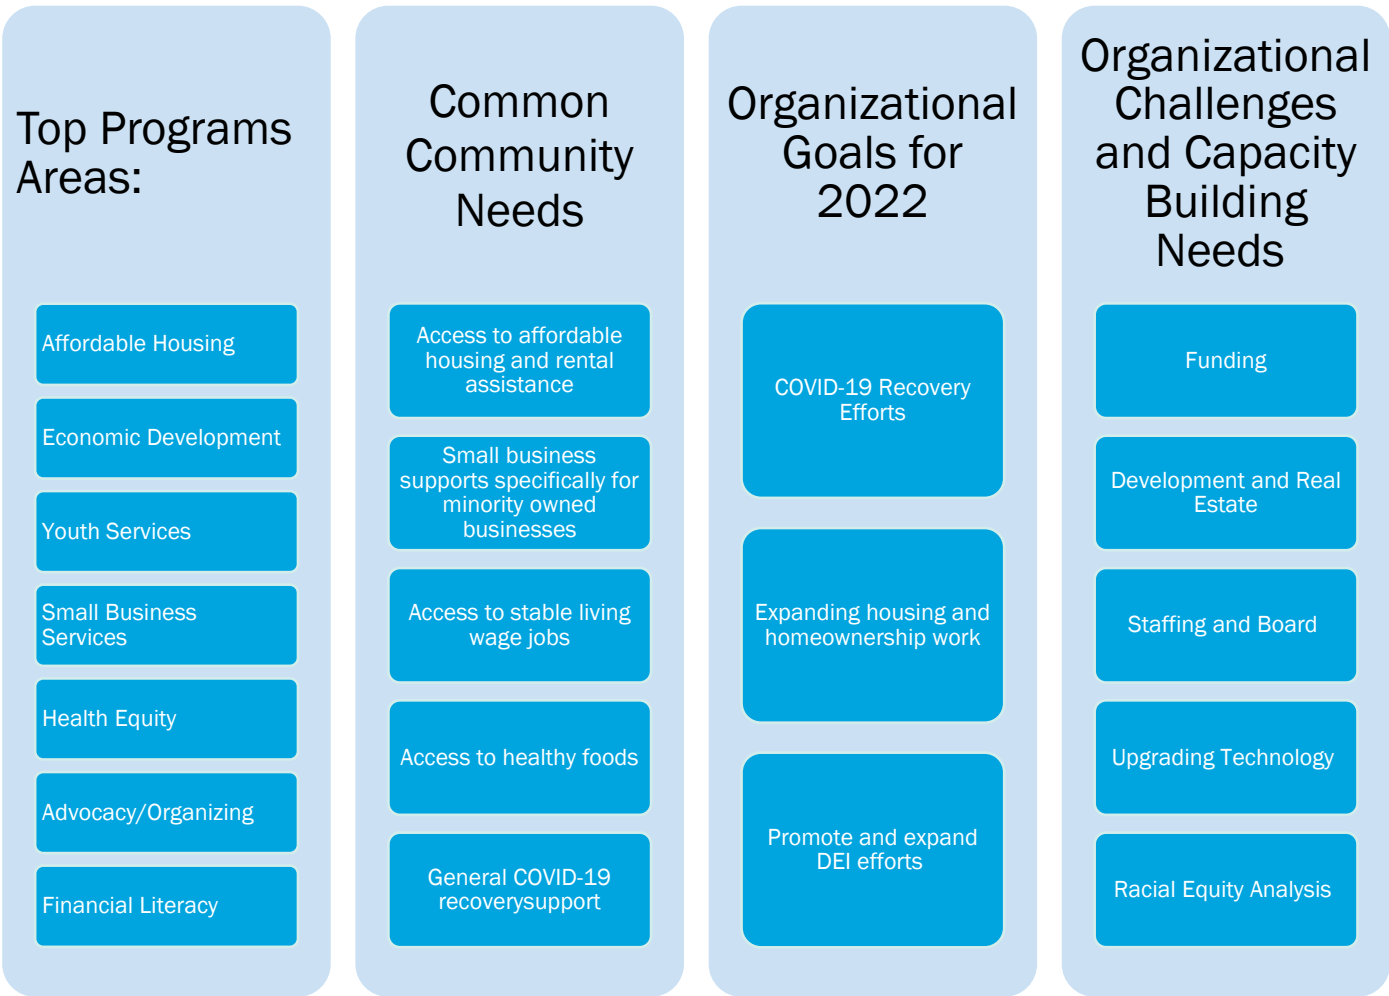 Top Programs
Areas:
Affordable Housing
Economic Development
Youth Services
Small Business
Services
Health Equity
Advocacy/Organizing
Financial Literacy
Common
Community
Needs
Access to affordable
housing and rental
assistance
Small business
supports specifically for
minority owned
businesses
Access to stable living
wage jobs
Access to healthy foods
General COVID-19
recoverysupport
Organizational
Goals for
2022
COVID-19 Recovery
Efforts
Expanding housing and
homeownership work
Promote and expand
DEI efforts
Organizational
Challenges
and Capacity
Building
Needs
Funding
Development and Real
Estate
Staffing and Board
Upgrading Technology
Racial Equity Analysis